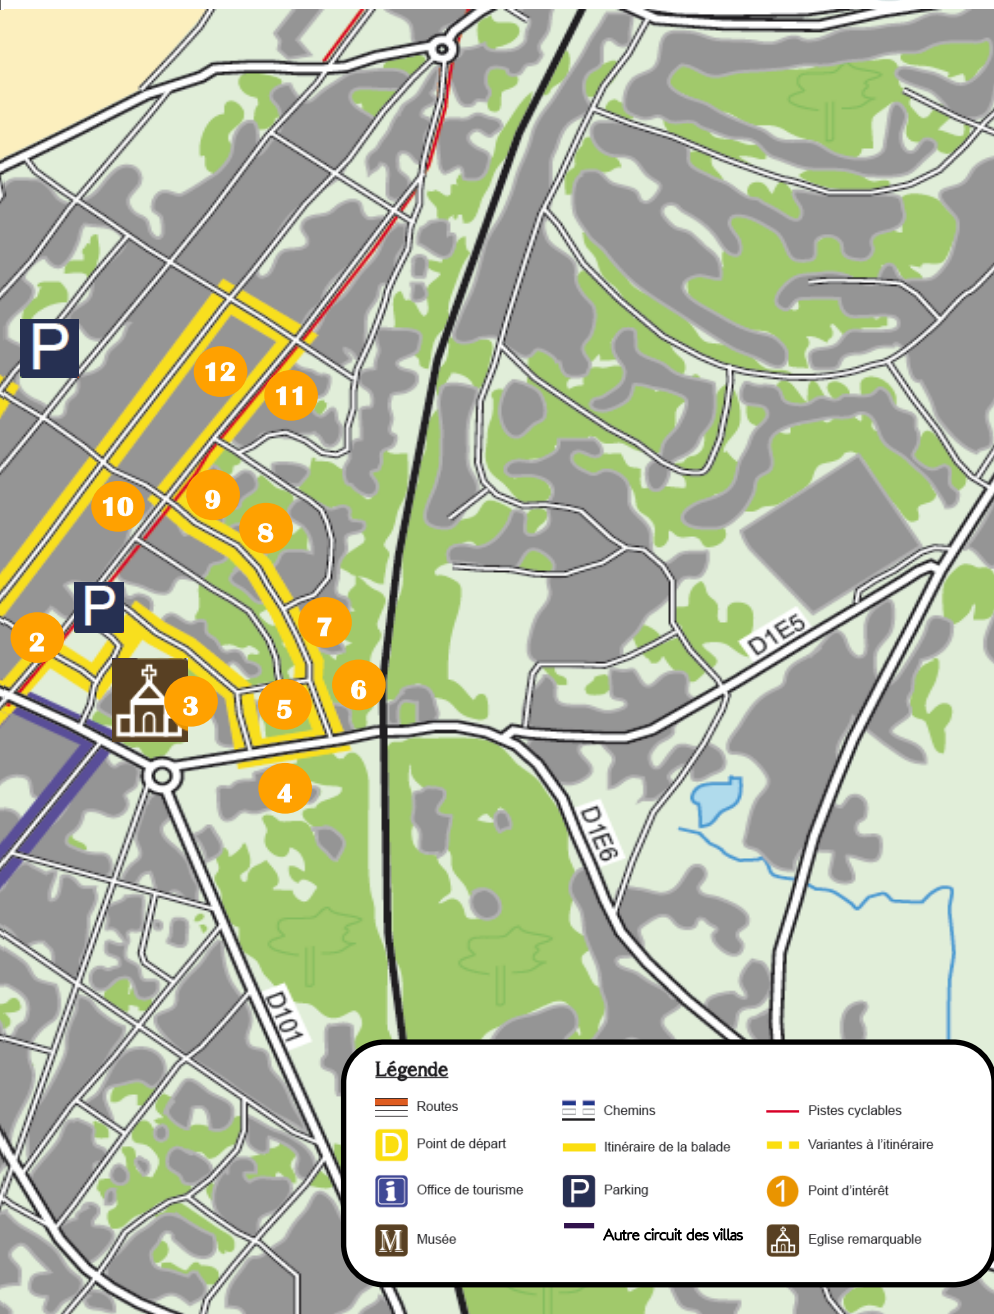 P
12
11
9
10
8
P
2
7
6
3
5
4
D1E5
D1E6
D101
Légende
Routes
Chemins
Pistes cyclables
D Point de départ
Itinéraire de la balade
Variantes à l'itinéraire
i Office de tourisme
P Parking
1 Point d'intérêt
M Musée
Autre circuit des villas
Eglise remarquable